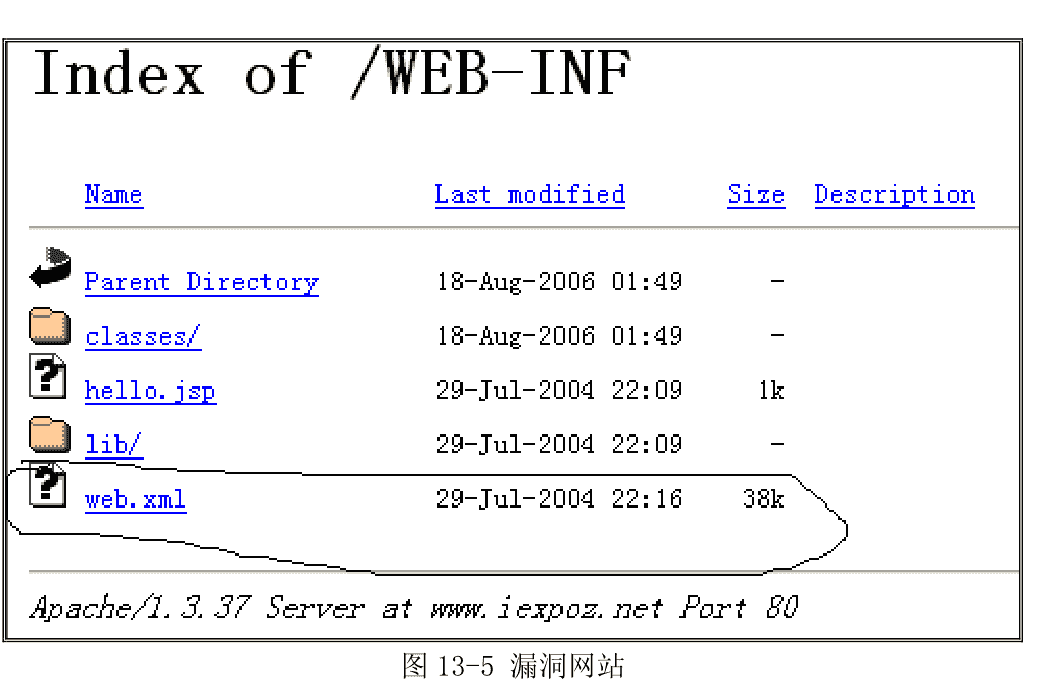 Index of /WEB-INF
Name Last modified Size Description
Parent Directory 18-Aug-2006 01:49 -
classes/ 18-Aug-2006 01:49 -
hello.jsp 29-Jul-2004 22:09 1k
lib/ 29-Jul-2004 22:09 -
web.xml 29-Jul-2004 22:16 38k
Apache/1.3.37 Server at www.iexpoz.net Port 80
图 13-5 漏洞网站